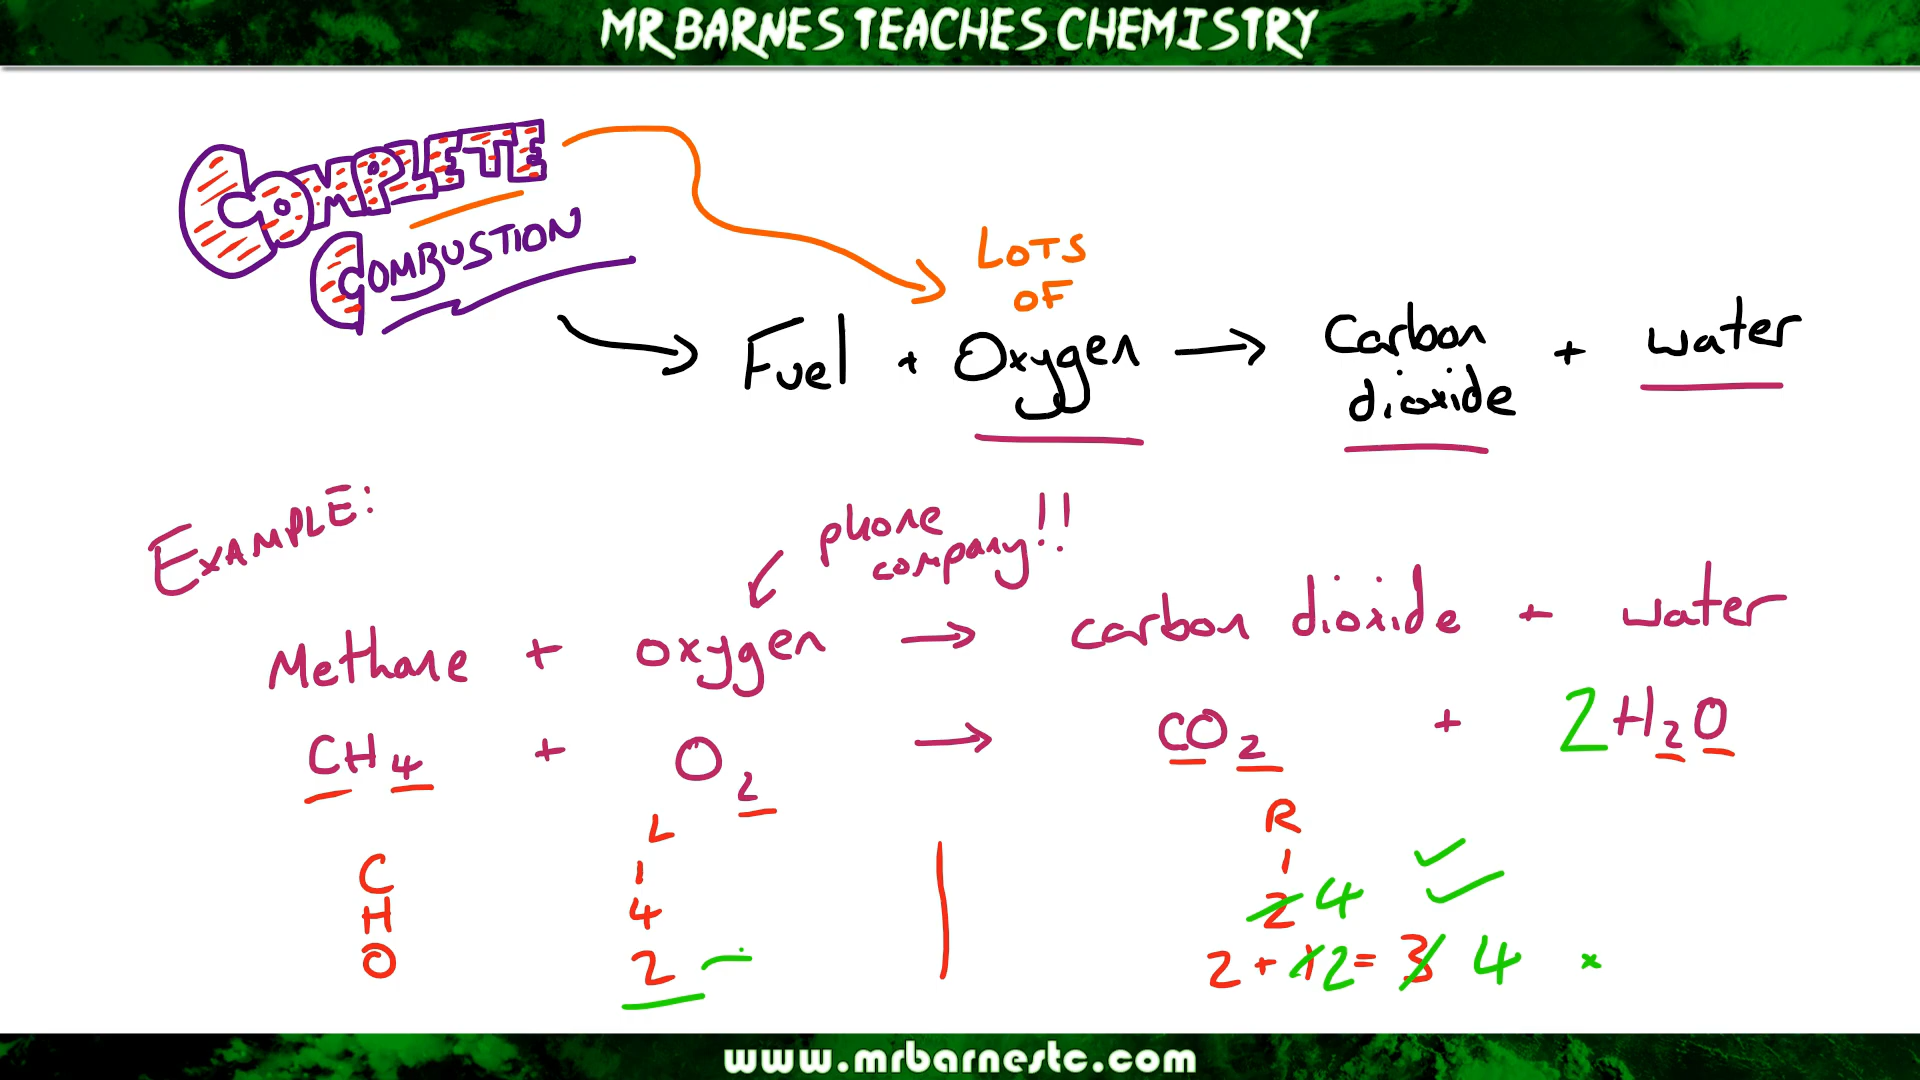 MR BARNES TEACHES CHEMISTRY
COMPLETE
COMBUSTION
LOTS
OF
Fuel + Oxygen → Carbon dioxide + water
EXAMPLE:
phone
company!!
Methane + oxygen → carbon dioxide + water
CH₄ + O₂ → CO₂ + 2H₂O
L R
C 1 1 ✓
H 4 2 4 ✓
O 2 2 + 1 2 = 3 4 ×
www.mrbarnestc.com